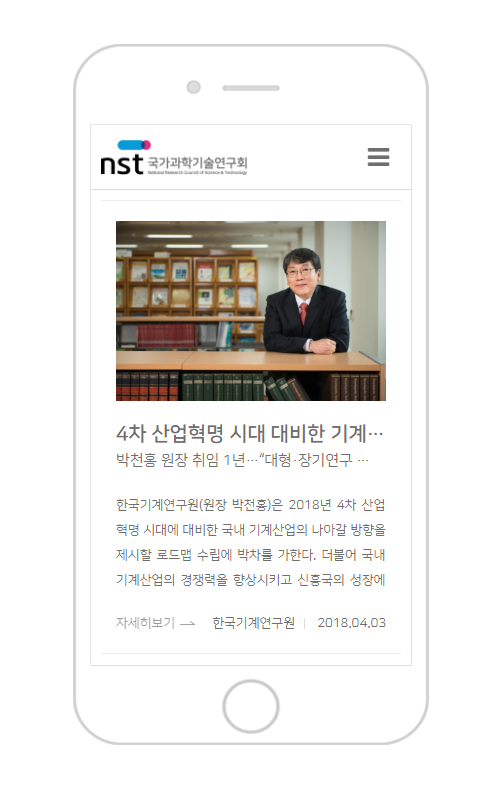 nst 국가과학기술연구회
National Research Council of Science & Technology
4차 산업혁명 시대 대비한 기계…
박천홍 원장 취임 1년…“대형·장기연구 …
한국기계연구원(원장 박천홍)은 2018년 4차 산업
혁명 시대에 대비한 국내 기계산업의 나아갈 방향을
제시할 로드맵 수립에 박차를 가한다. 더불어 국내
기계산업의 경쟁력을 향상시키고 신흥국의 성장에
자세히보기 한국기계연구원 | 2018.04.03